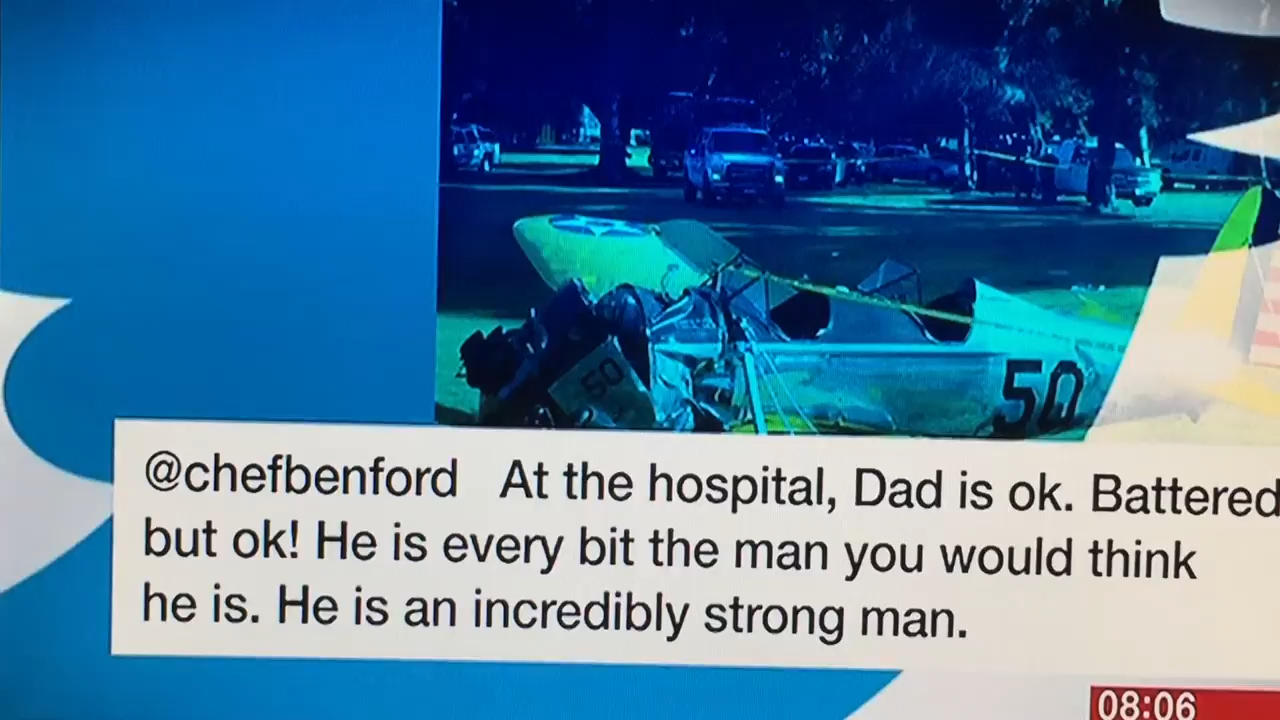 50
50
@chefbenford At the hospital, Dad is ok. Battered
but ok! He is every bit the man you would think
he is. He is an incredibly strong man.
08:06